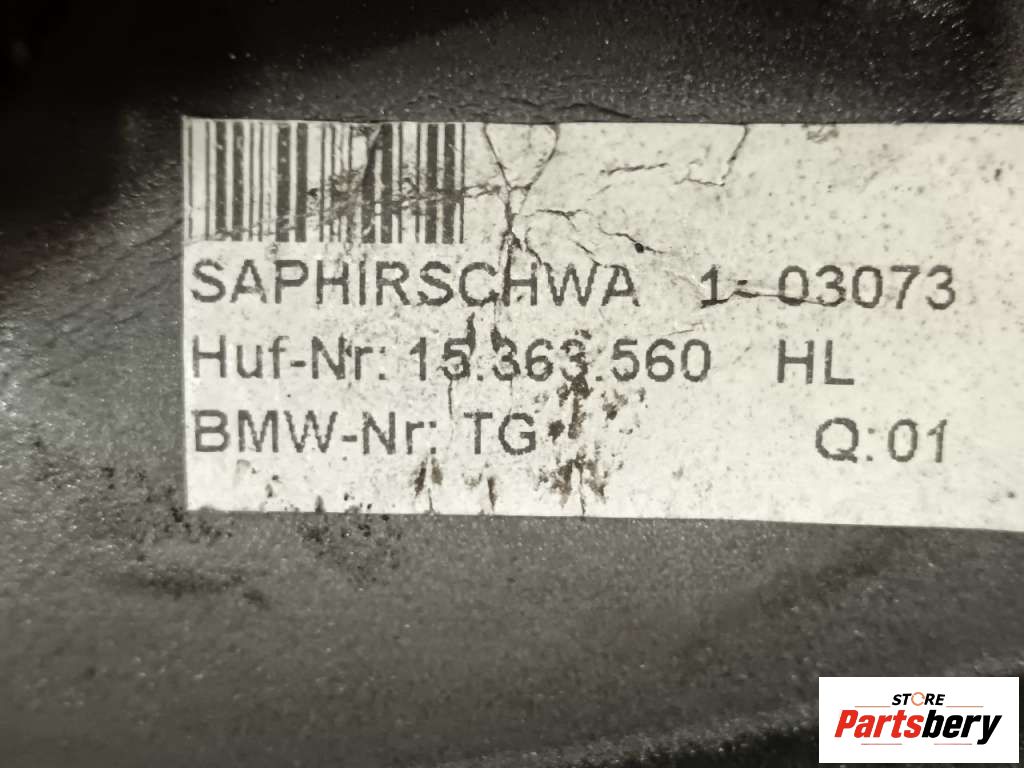 SAPHIRSCHWA 1- 03073
Huf-Nr: 15.363.560 HL
BMW-Nr: TG Q:01
STORE
Partsbery